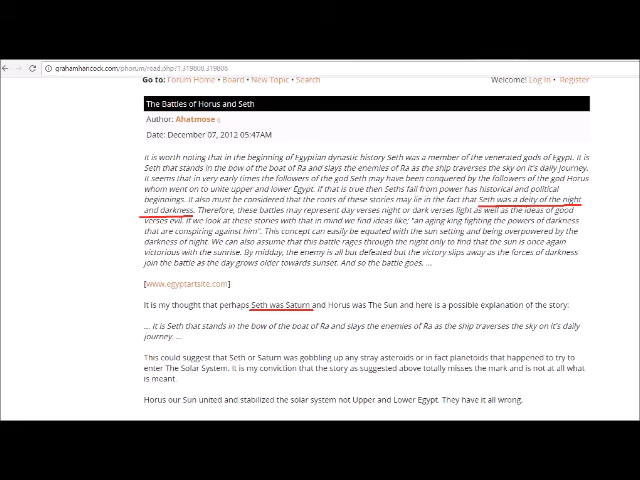 grahamhancock.com/phorum/read.php?1,319808,319808
Go to: Forum Home • Board • New Topic • Search Welcome! Log In • Register
The Battles of Horus and Seth
Author: Ahatmose
Date: December 07, 2012 05:47AM
It is worth noting that in the beginning of Egyptian dynastic history Seth was a member of the venerated gods of Egypt. It is
Seth that stands in the bow of the boat of Ra and slays the enemies of Ra as the ship traverses the sky on it's daily journey.
It seems that in very early times the followers of the god Seth may have been conquered by the followers of the god Horus
whom went on to unite upper and lower Egypt. If that is true then Seths fall from power has historical and political
beginnings. It also must be considered that the roots of these stories may lie in the fact that Seth was a deity of the night
and darkness. Therefore, these battles may represent day verses night or dark verses light as well as the ideas of good
verses evil. If we look at these stories with that in mind we find ideas like; "an aging king fighting the powers of darkness
that are conspiring against him". This concept can easily be equated with the sun setting and being overpowered by the
darkness of night. We can also assume that this battle rages through the night only to find that the sun is once again
victorious with the sunrise. By midday, the enemy is all but defeated but the victory slips away as the forces of darkness
join the battle as the day grows older towards sunset. And so the battle goes. ...
[www.egyptartsite.com]
It is my thought that perhaps Seth was Saturn and Horus was The Sun and here is a possible explanation of the story:
... It is Seth that stands in the bow of the boat of Ra and slays the enemies of Ra as the ship traverses the sky on it's daily
journey. ...
This could suggest that Seth or Saturn was gobbling up any stray asteroids or in fact planetoids that happened to try to
enter The Solar System. It is my conviction that the story as suggested above totally misses the mark and is not at all what
is meant.
Horus our Sun united and stabilized the solar system not Upper and Lower Egypt. They have it all wrong.